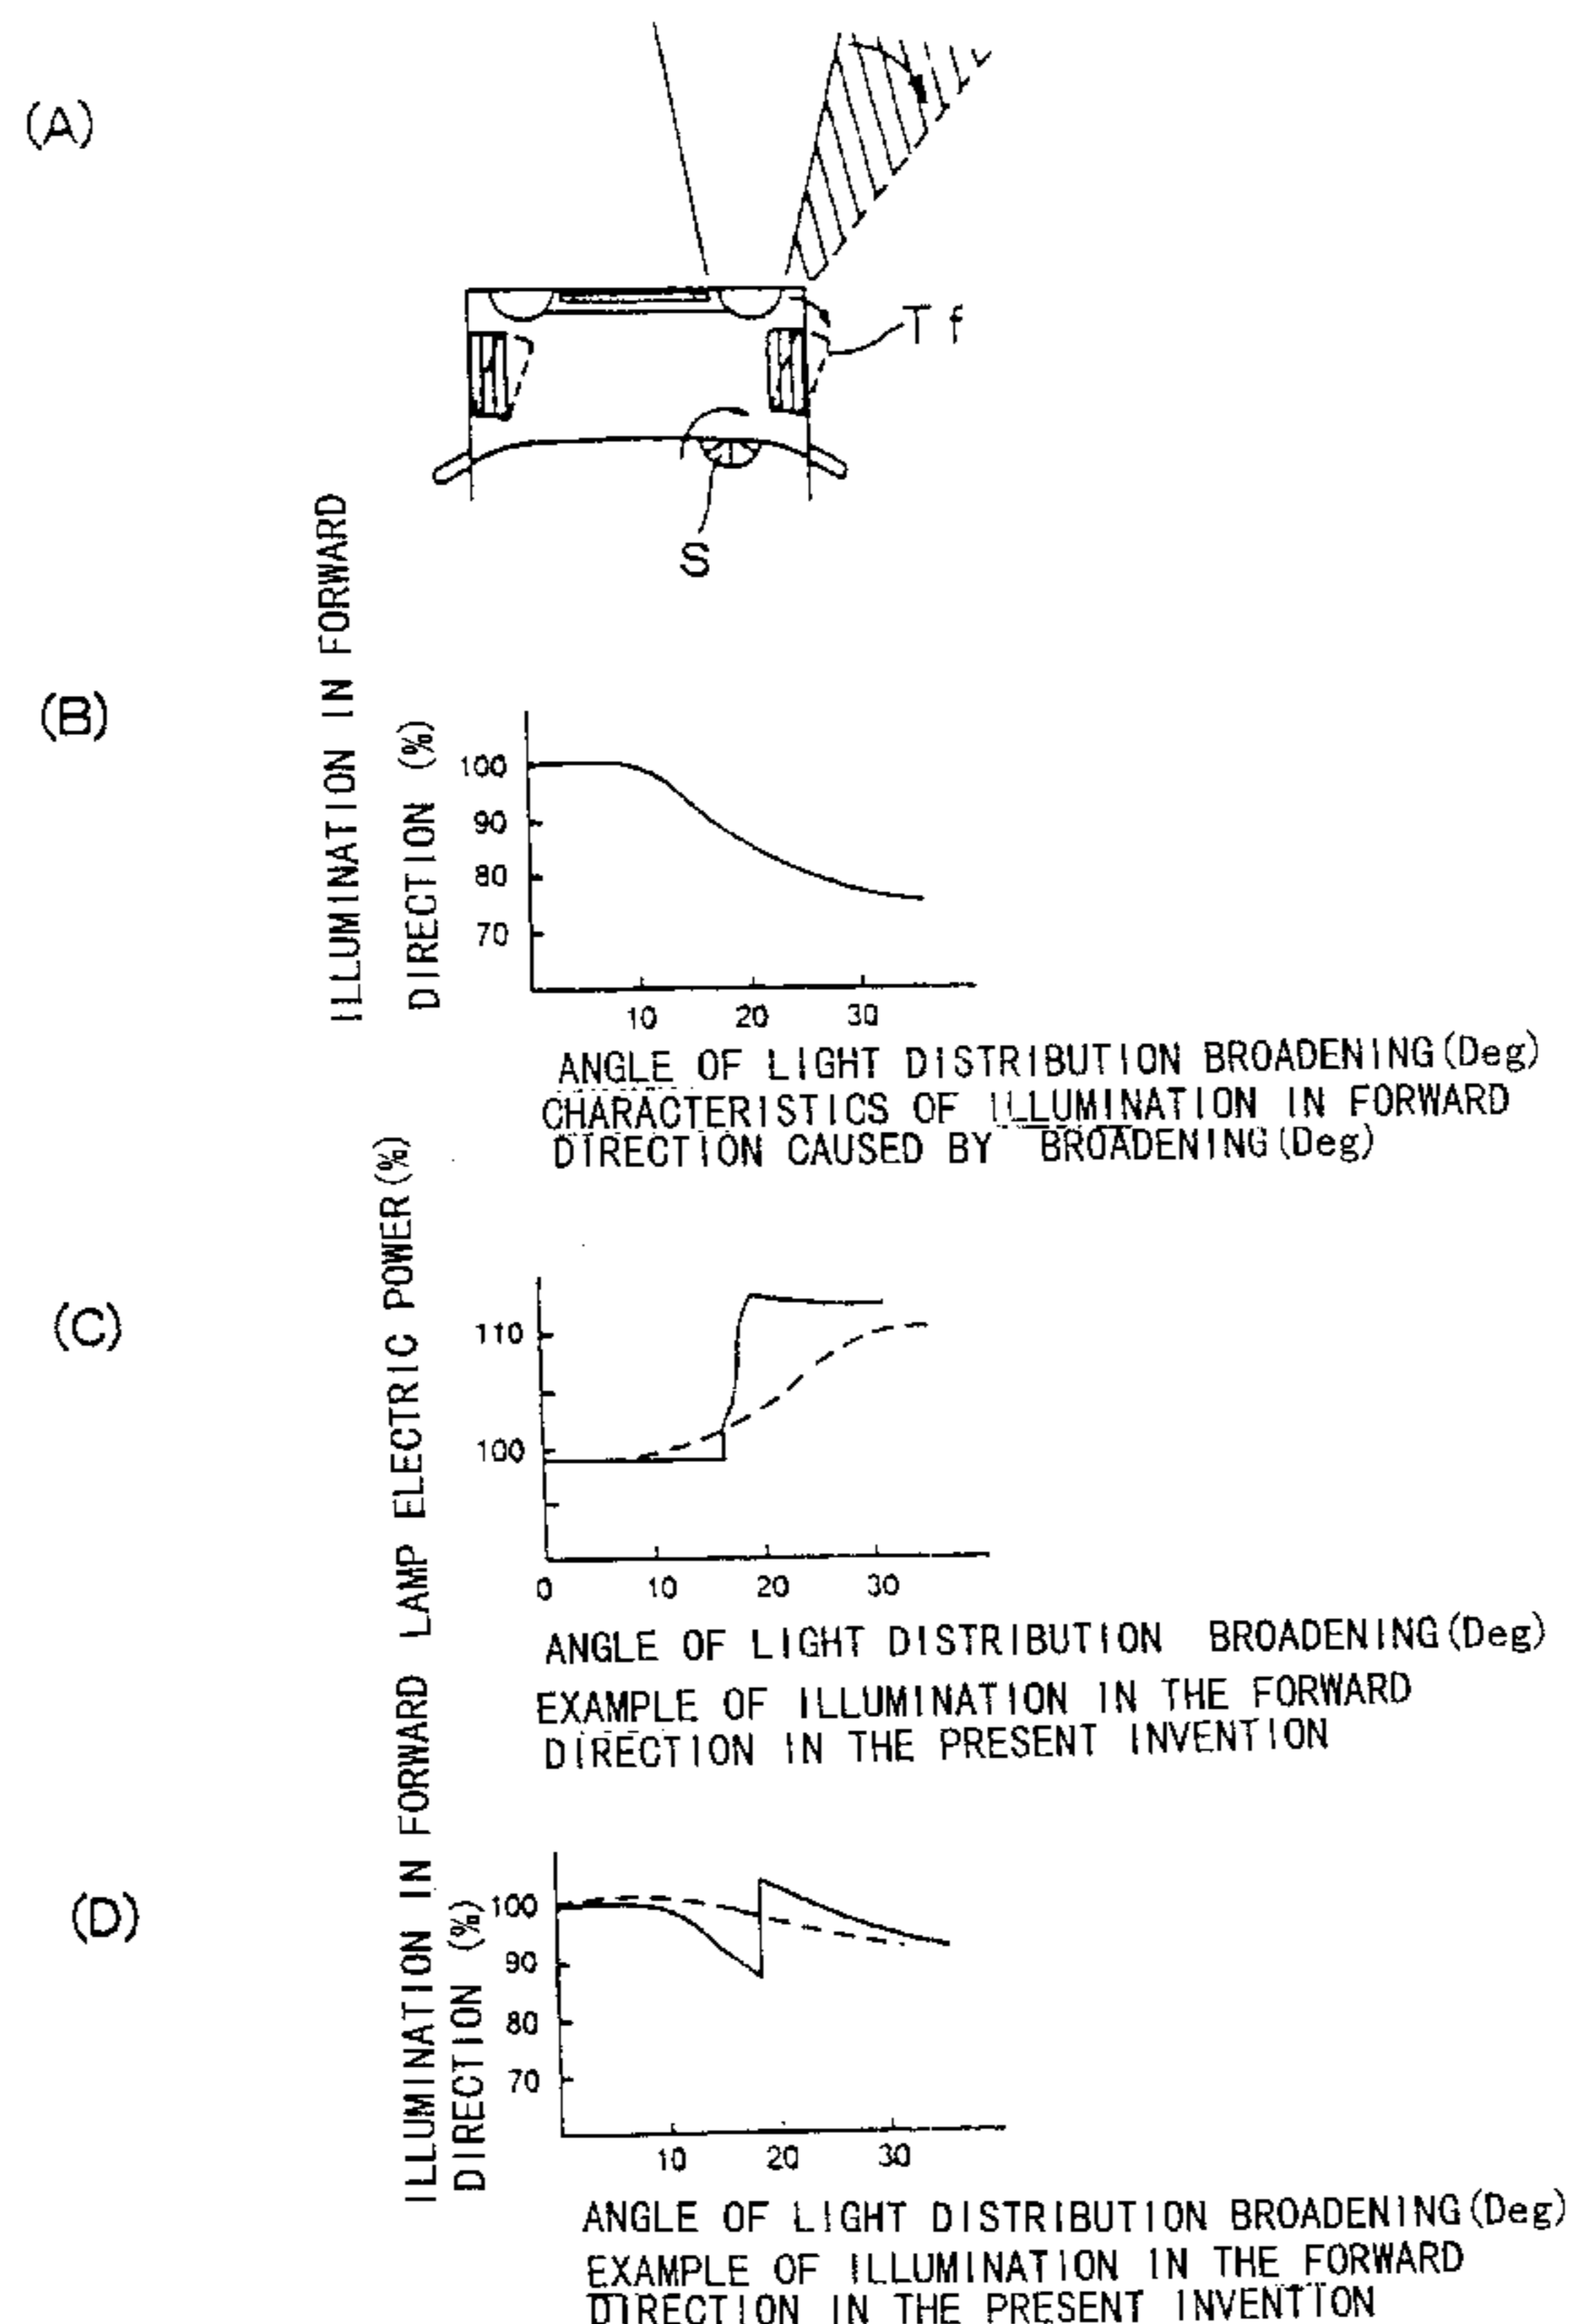 (A)
T f
S
(B)
ILLUMINATION IN FORWARD
DIRECTION (%)
100
90
80
70
10 20 30
ANGLE OF LIGHT DISTRIBUTION BROADENING(Deg)
CHARACTERISTICS OF ILLUMINATION IN FORWARD
DIRECTION CAUSED BY BROADENING(Deg)
(C)
LAMP ELECTRIC POWER(%)
110
100
0 10 20 30
ANGLE OF LIGHT DISTRIBUTION BROADENING(Deg)
EXAMPLE OF ILLUMINATION IN THE FORWARD
DIRECTION IN THE PRESENT INVENTION
(D)
ILLUMINATION IN FORWARD
DIRECTION (%)
100
90
80
70
10 20 30
ANGLE OF LIGHT DISTRIBUTION BROADENING(Deg)
EXAMPLE OF ILLUMINATION IN THE FORWARD
DIRECTION IN THE PRESENT INVENTION